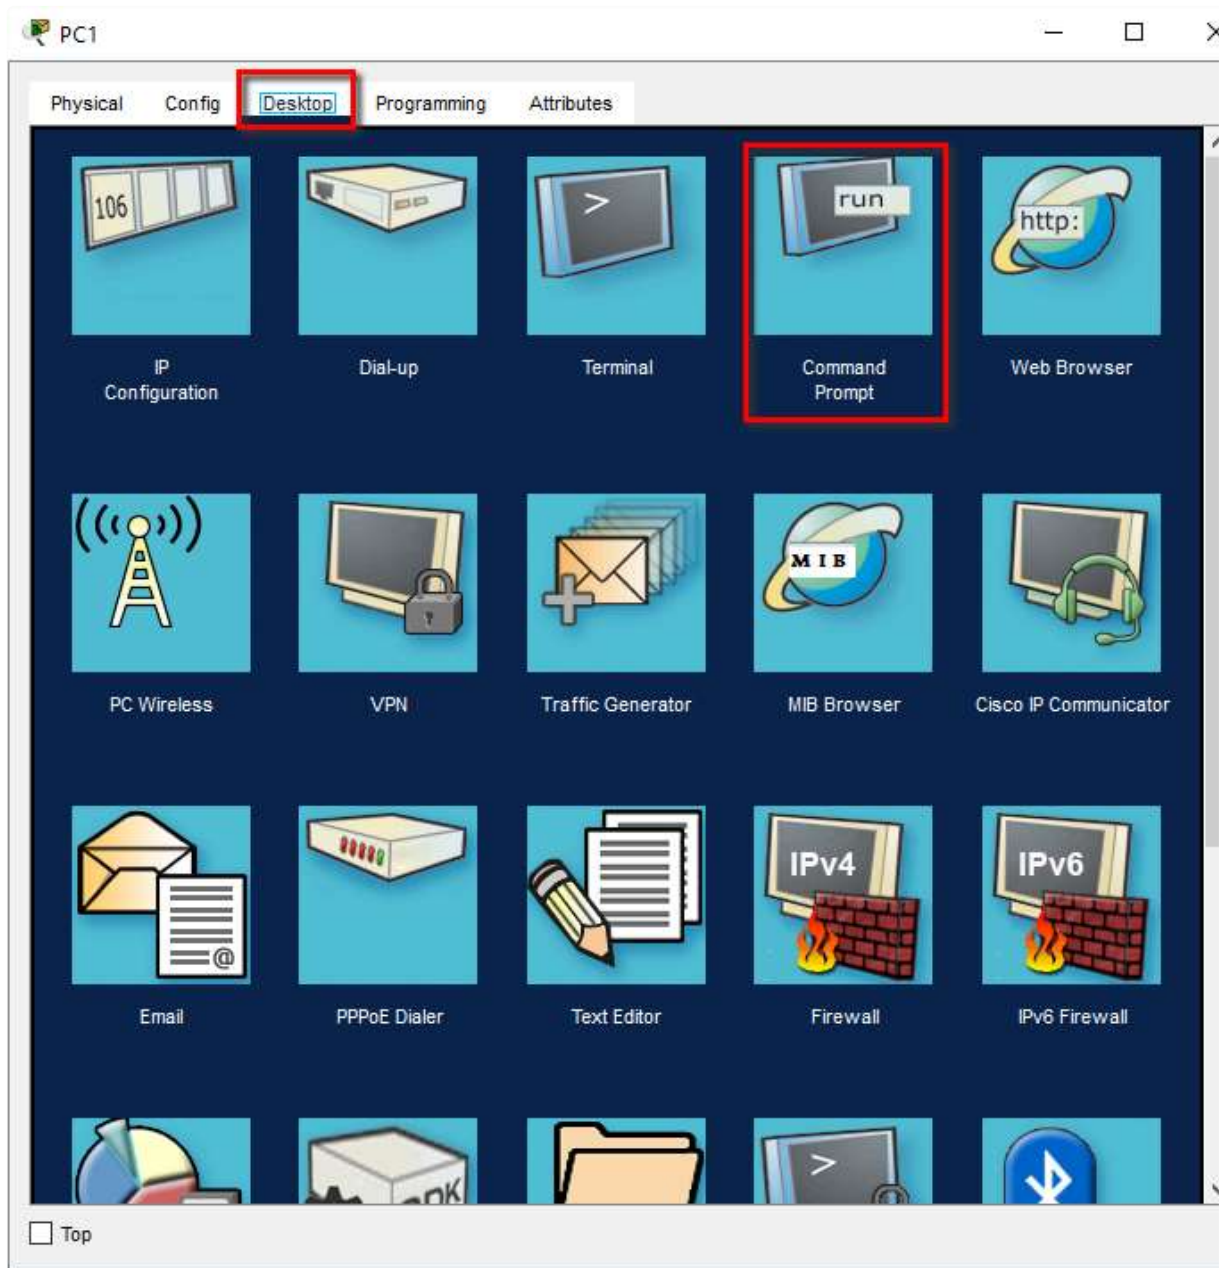 PC1
Physical Config Desktop Programming Attributes
106
>
run
http:
IP
Configuration
Dial-up
Terminal
Command
Prompt
Web Browser
MIB
PC Wireless
VPN
Traffic Generator
MIB Browser
Cisco IP Communicator
@
IPv4
IPv6
Email
PPPoE Dialer
Text Editor
Firewall
IPv6 Firewall
>
Top